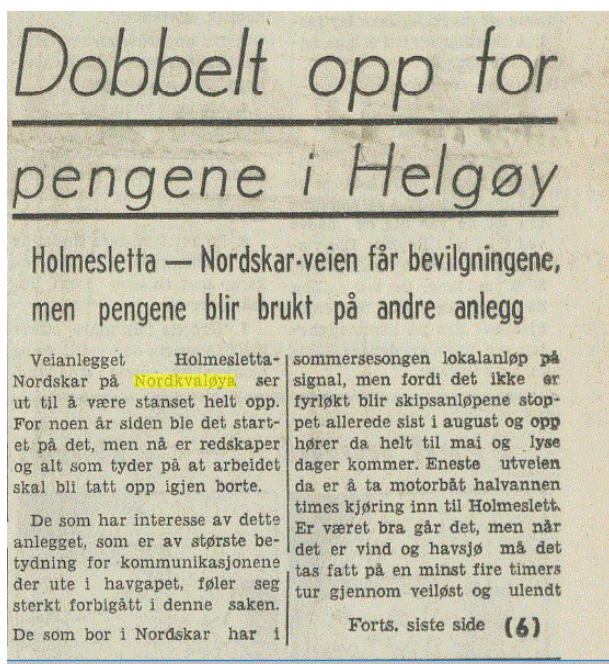 Dobbelt opp for
pengene i Helgøy
Holmesletta — Nordskar-veien får bevilgningene,
men pengene blir brukt på andre anlegg
Veianlegget Holmesletta-
Nordskar på Nordkvaløya ser
ut til å være stanset helt opp.
For noen år siden ble det start-
et på det, men nå er redskaper
og alt som tyder på at arbeidet
skal bli tatt opp igjen borte.
De som har interesse av dette
anlegget, som er av største be-
tydning for kommunikasjonene
der ute i havgapet, føler seg
sterkt forbigått i denne saken.
De som bor i Nordskar har i
sommersesongen lokalanløp på
signal, men fordi det ikke er
fyrløkt blir skipsanløpene stop-
pet allerede sist i august og opp
hører da helt til mai og lyse
dager kommer. Eneste utveien
da er å ta motorbåt halvannen
times kjøring inn til Holmeslett.
Er været bra går det, men når
det er vind og havsjø må det
tas fatt på en minst fire timers
tur gjennom veiløst og ulendt
Forts. siste side (6)